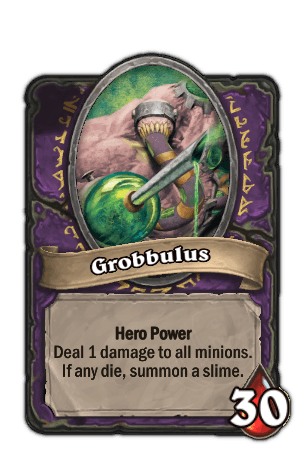 Grobbulus
Hero Power
Deal 1 damage to all minions.
If any die, summon a slime.
30